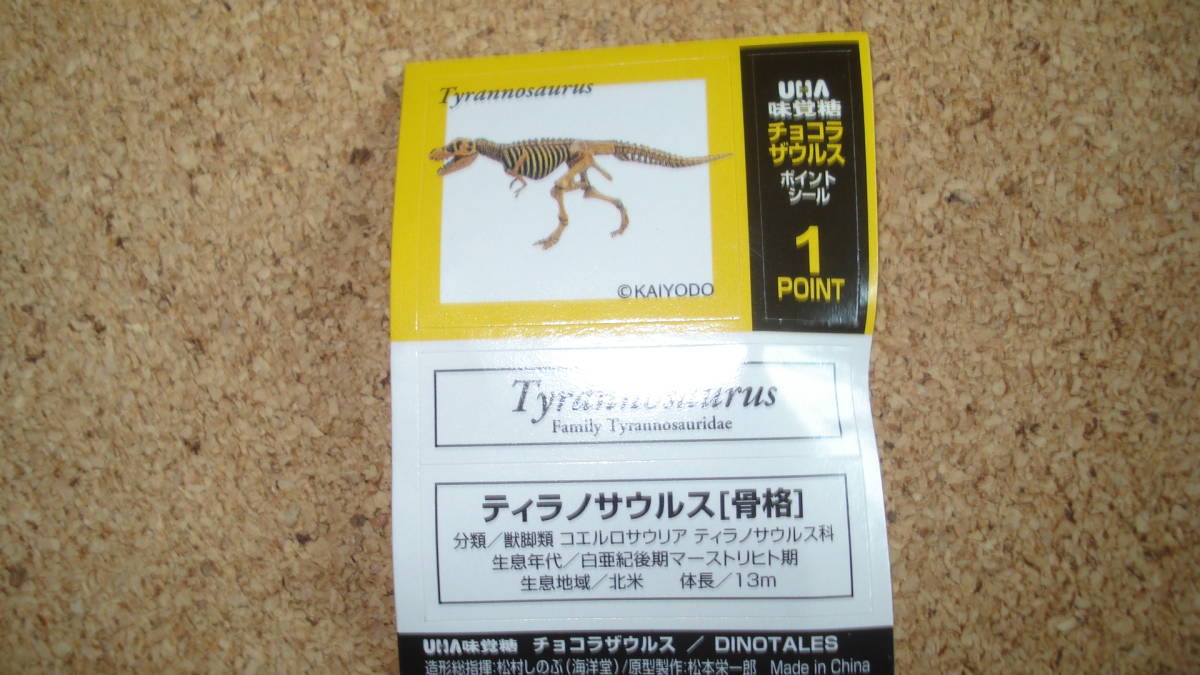 Tyrannosaurus
©KAIYODO
UHA
味覚糖
チョコラ
ザウルス
ポイント
シール
1
POINT
Tyrannosaurus
Family Tyrannosauridae
ティラノサウルス[骨格]
分類／獣脚類 コエルロサウリア ティラノサウルス科
生息年代／白亜紀後期マーストリヒト期
生息地域／北米 体長／13m
UHA味覚糖 チョコラザウルス ／ DINOTALES
造形総指揮:松村しのぶ(海洋堂)/原型製作:松本栄一郎 Made in China